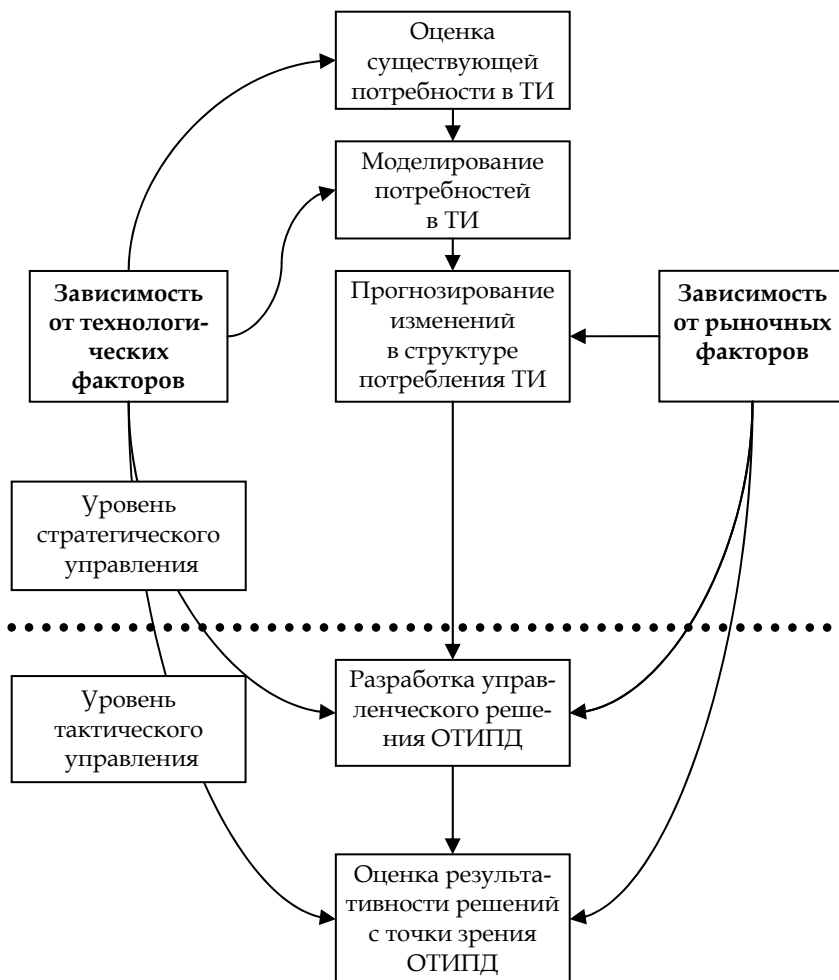 Оценка
существующей
потребности в ТИ
Моделирование
потребностей
в ТИ
Зависимость
от технологи-
ческих
факторов
Прогнозирование
изменений
в структуре
потребления ТИ
Зависимость
от рыночных
факторов
Уровень
стратегического
управления
Уровень
тактического
управления
Разработка управ-
ленческого реше-
ния ОТИПД
Оценка результа-
тивности решений
с точки зрения
ОТИПД